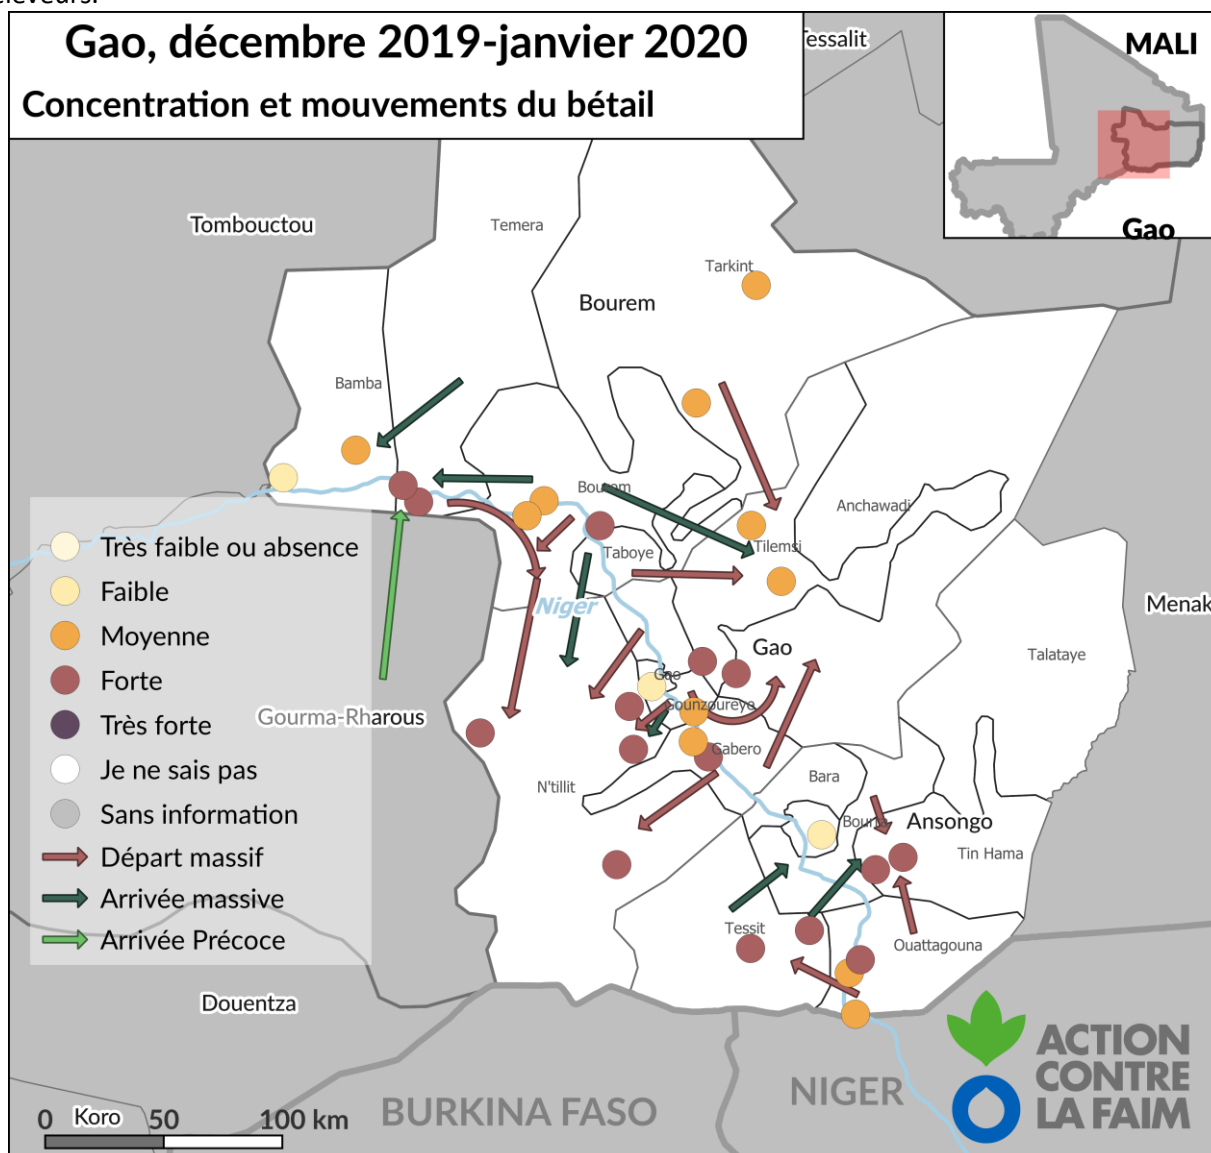 Gao, décembre 2019-janvier 2020
Concentration et mouvements du bétail
Tessalit
MALI
Gao
Tombouctou
Temera
Tarkint
Bourem
Bamba
Bourem
Anchawadi
Tilemsi
Taboye
Niger
Menak
Gao
Talataye
Gao
Gounzoureye
Gourma-Rharous
Gabero
N'tillit
Bara
Ansongo
Tin Hama
Tessit
Ouattagouna
Très faible ou absence
Faible
Moyenne
Forte
Très forte
Je ne sais pas
Sans information
Départ massif
Arrivée massive
Arrivée Précoce
Douentza
Koro
0 50 100 km
BURKINA FASO
NIGER
ACTION
CONTRE
LA FAIM